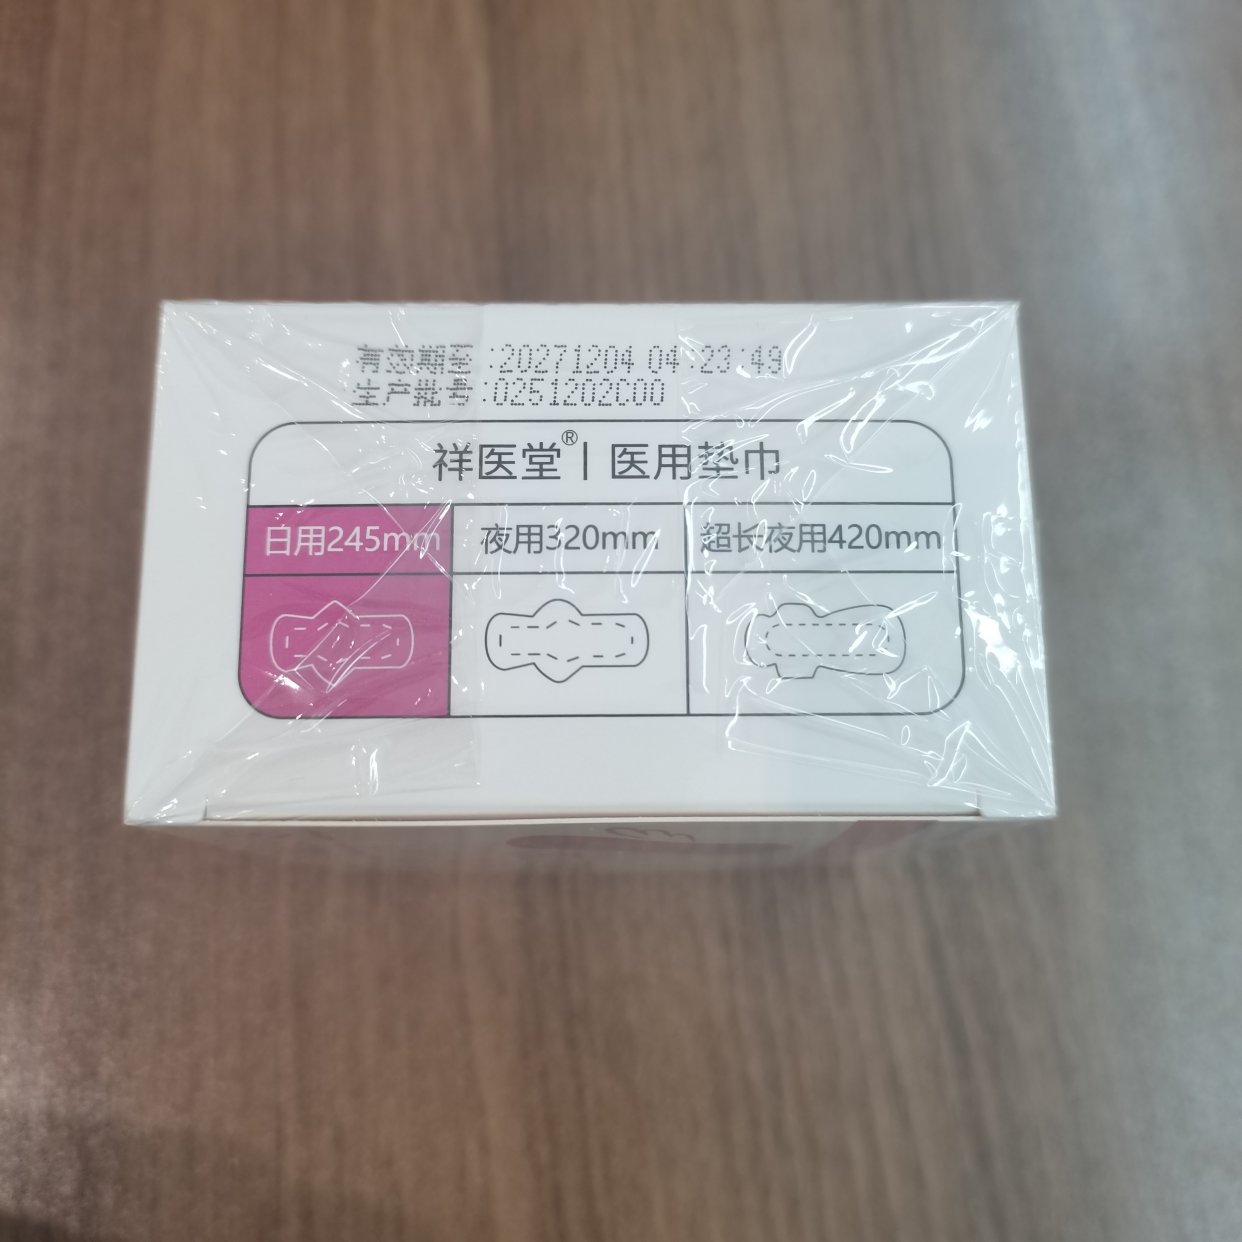 有效期至:20271204 04:23:49
生产批号:0251202C00
祥医堂®丨医用垫巾
日用245mm 夜用320mm 超长夜用420mm